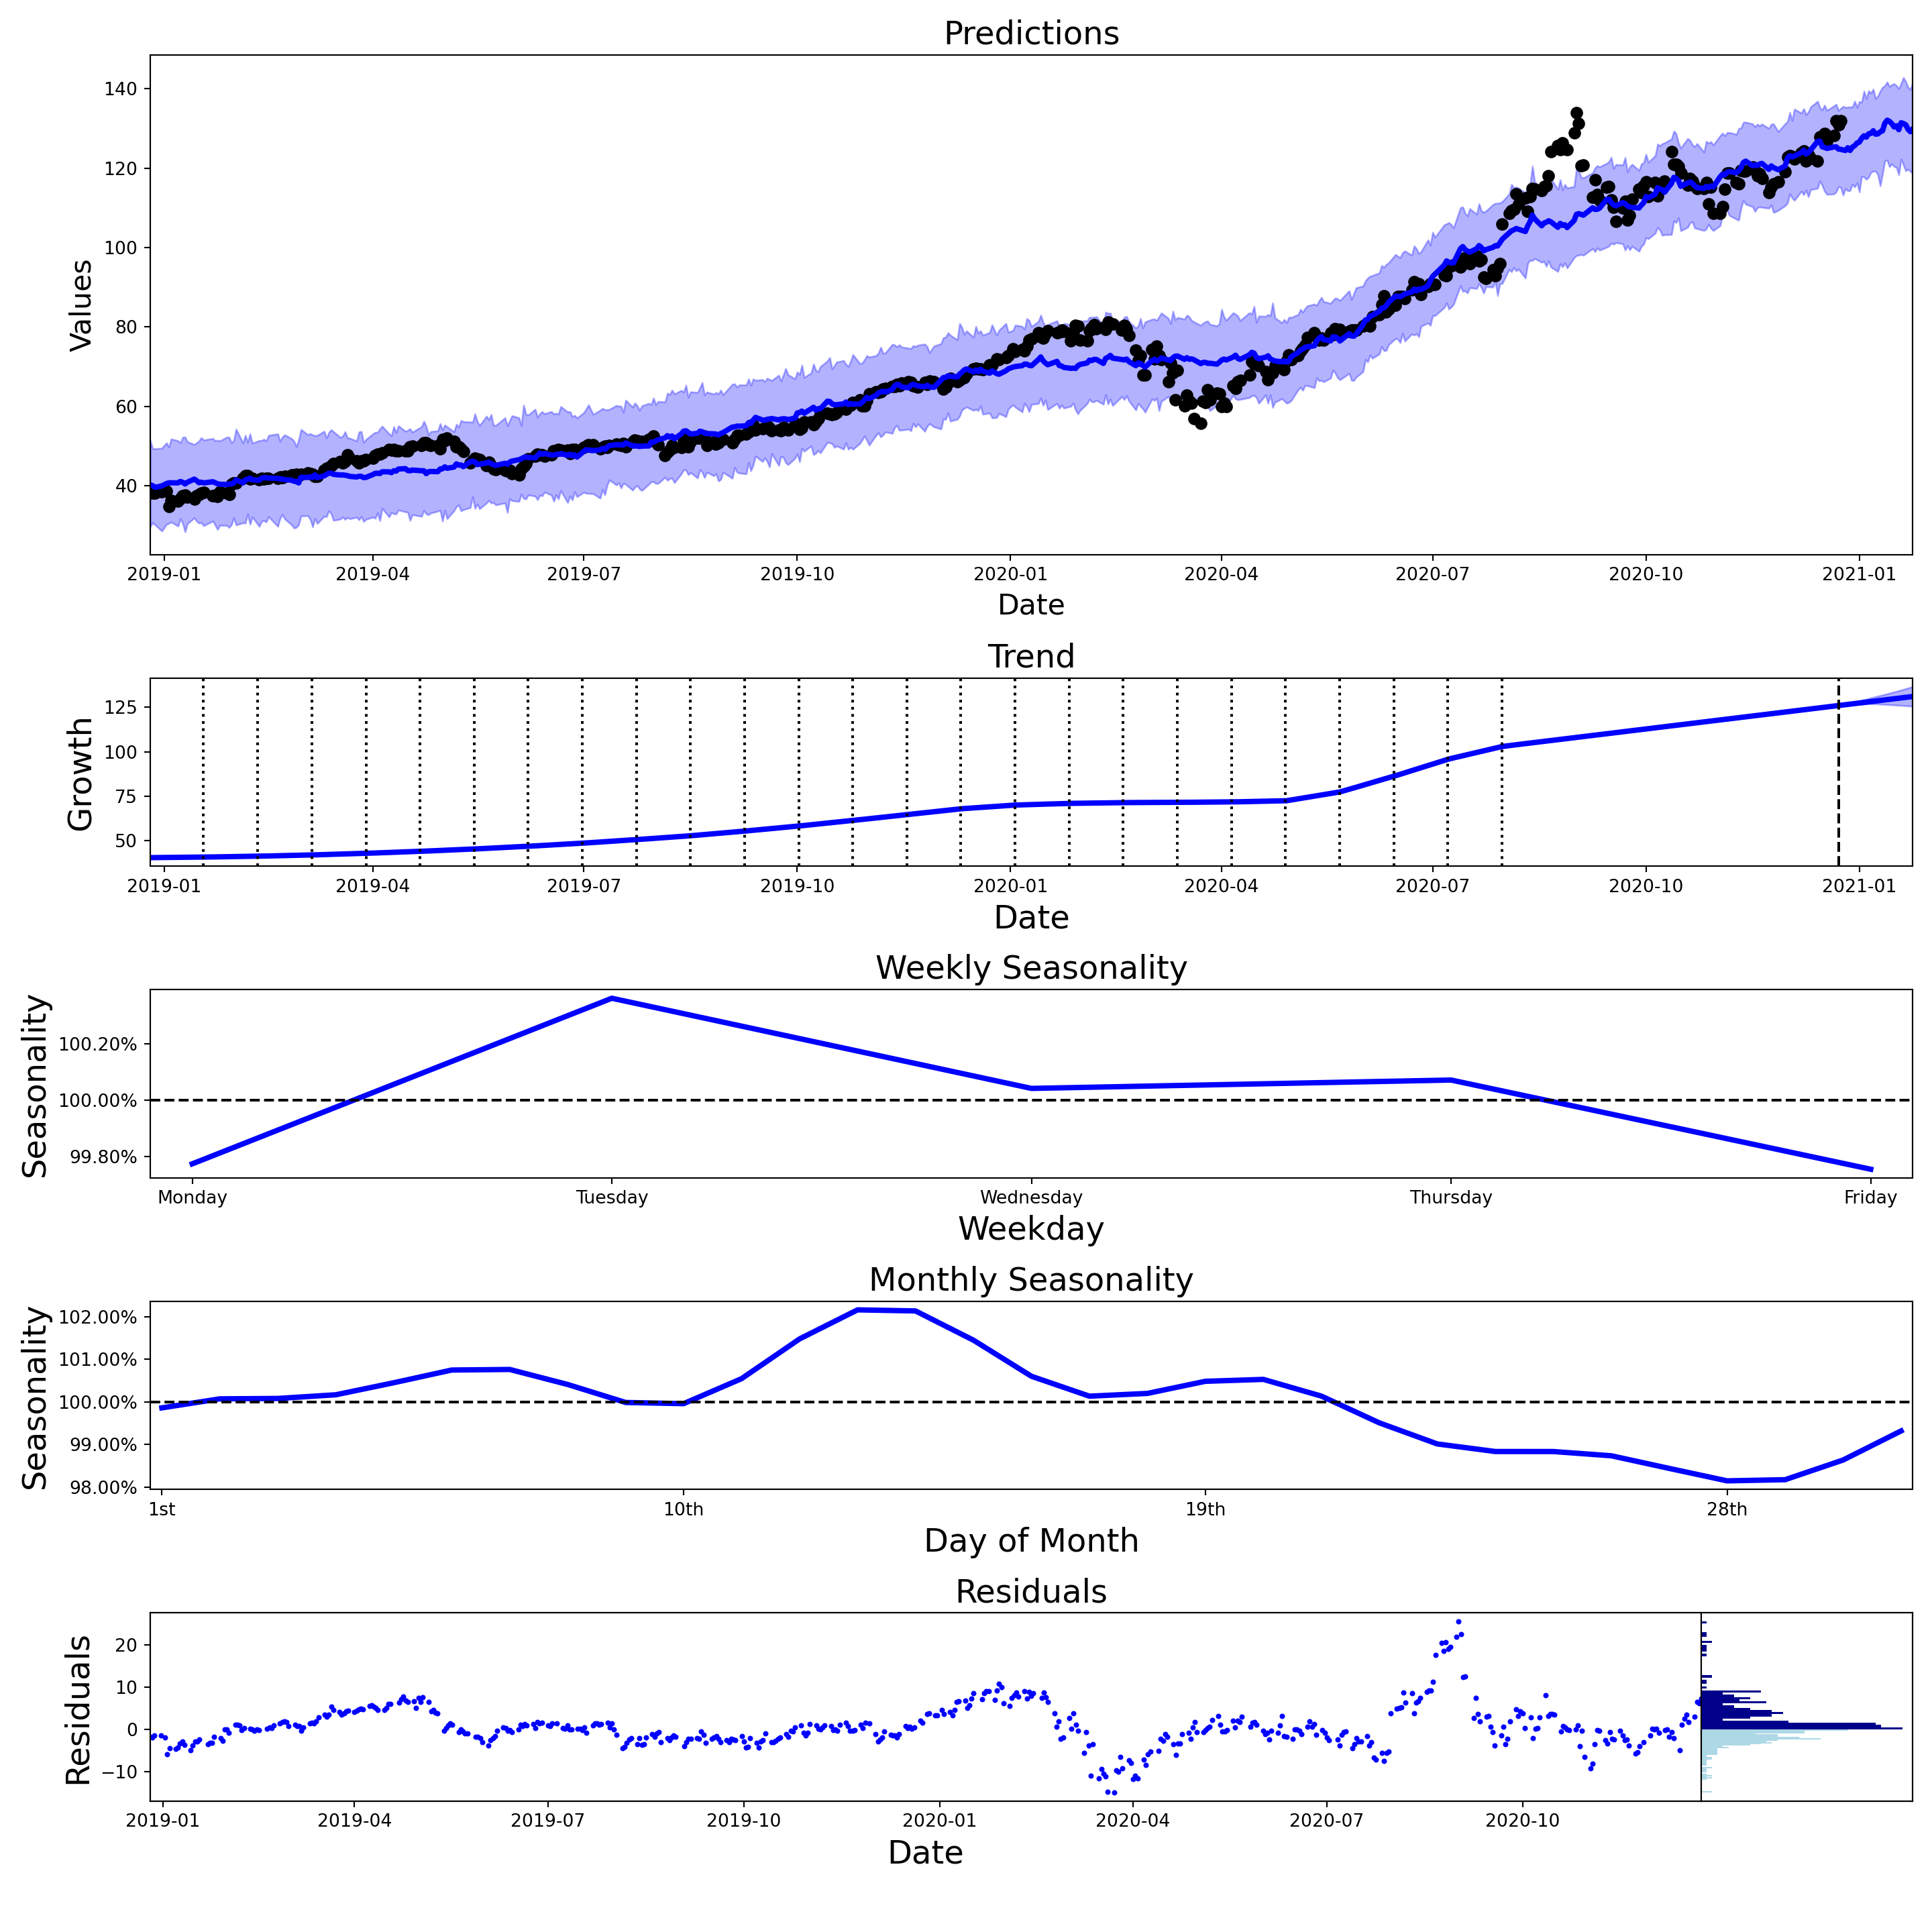 Predictions
Values
140
120
100
80
60
40
2019-01 2019-04 2019-07 2019-10 2020-01 2020-04 2020-07 2020-10 2021-01
Date
Trend
Growth
125
100
75
50
2019-01 2019-04 2019-07 2019-10 2020-01 2020-04 2020-07 2020-10 2021-01
Date
Weekly Seasonality
Seasonality
100.20%
100.00%
99.80%
Monday Tuesday Wednesday Thursday Friday
Weekday
Monthly Seasonality
Seasonality
102.00%
101.00%
100.00%
99.00%
98.00%
1st 10th 19th 28th
Day of Month
Residuals
Residuals
20
10
0
−10
2019-01 2019-04 2019-07 2019-10 2020-01 2020-04 2020-07 2020-10
Date